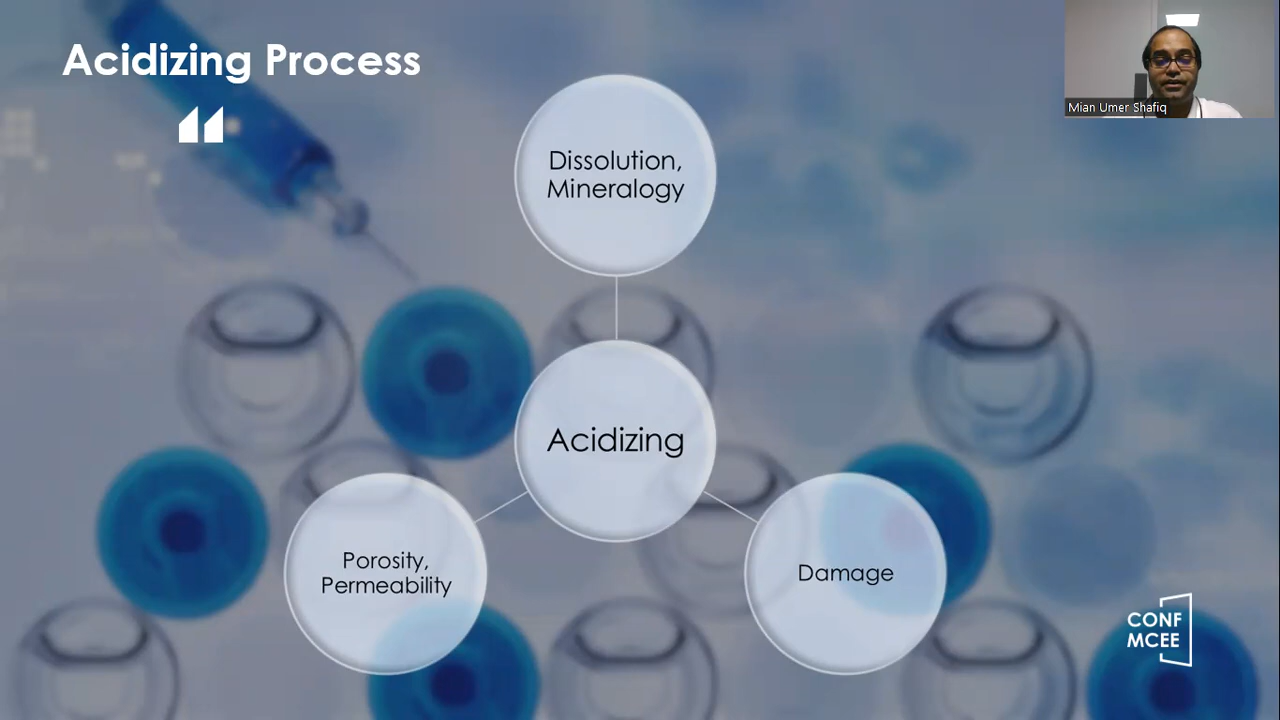 Acidizing Process
Mian Umer Shafiq
Dissolution,
Mineralogy
Acidizing
Porosity,
Permeability
Damage
CONF
MCEE